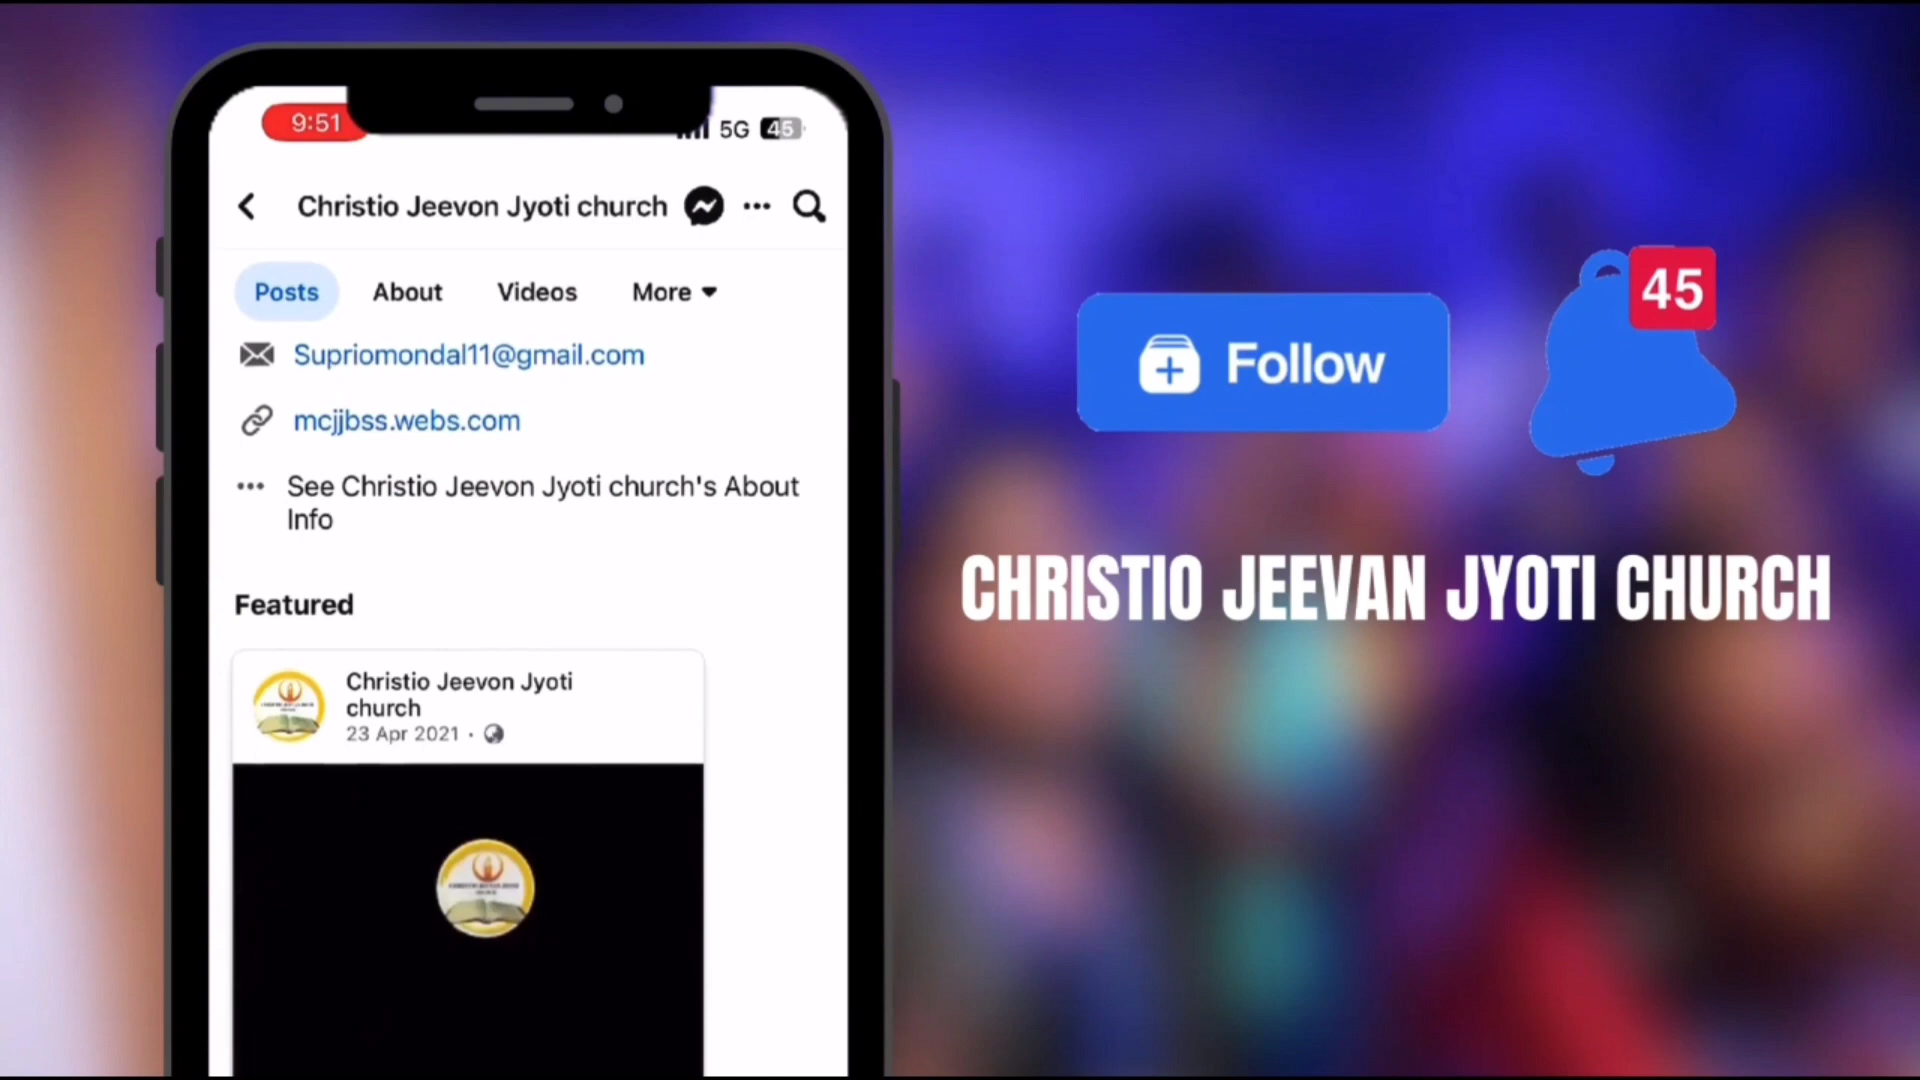 9:51
5G 45
Christio Jeevon Jyoti church
Posts About Videos More
Supriomondal11@gmail.com
mcjjbss.webs.com
See Christio Jeevon Jyoti church's About
Info
Featured
Christio Jeevon Jyoti
church
23 Apr 2021 ·
Follow
45
CHRISTIO JEEVAN JYOTI CHURCH